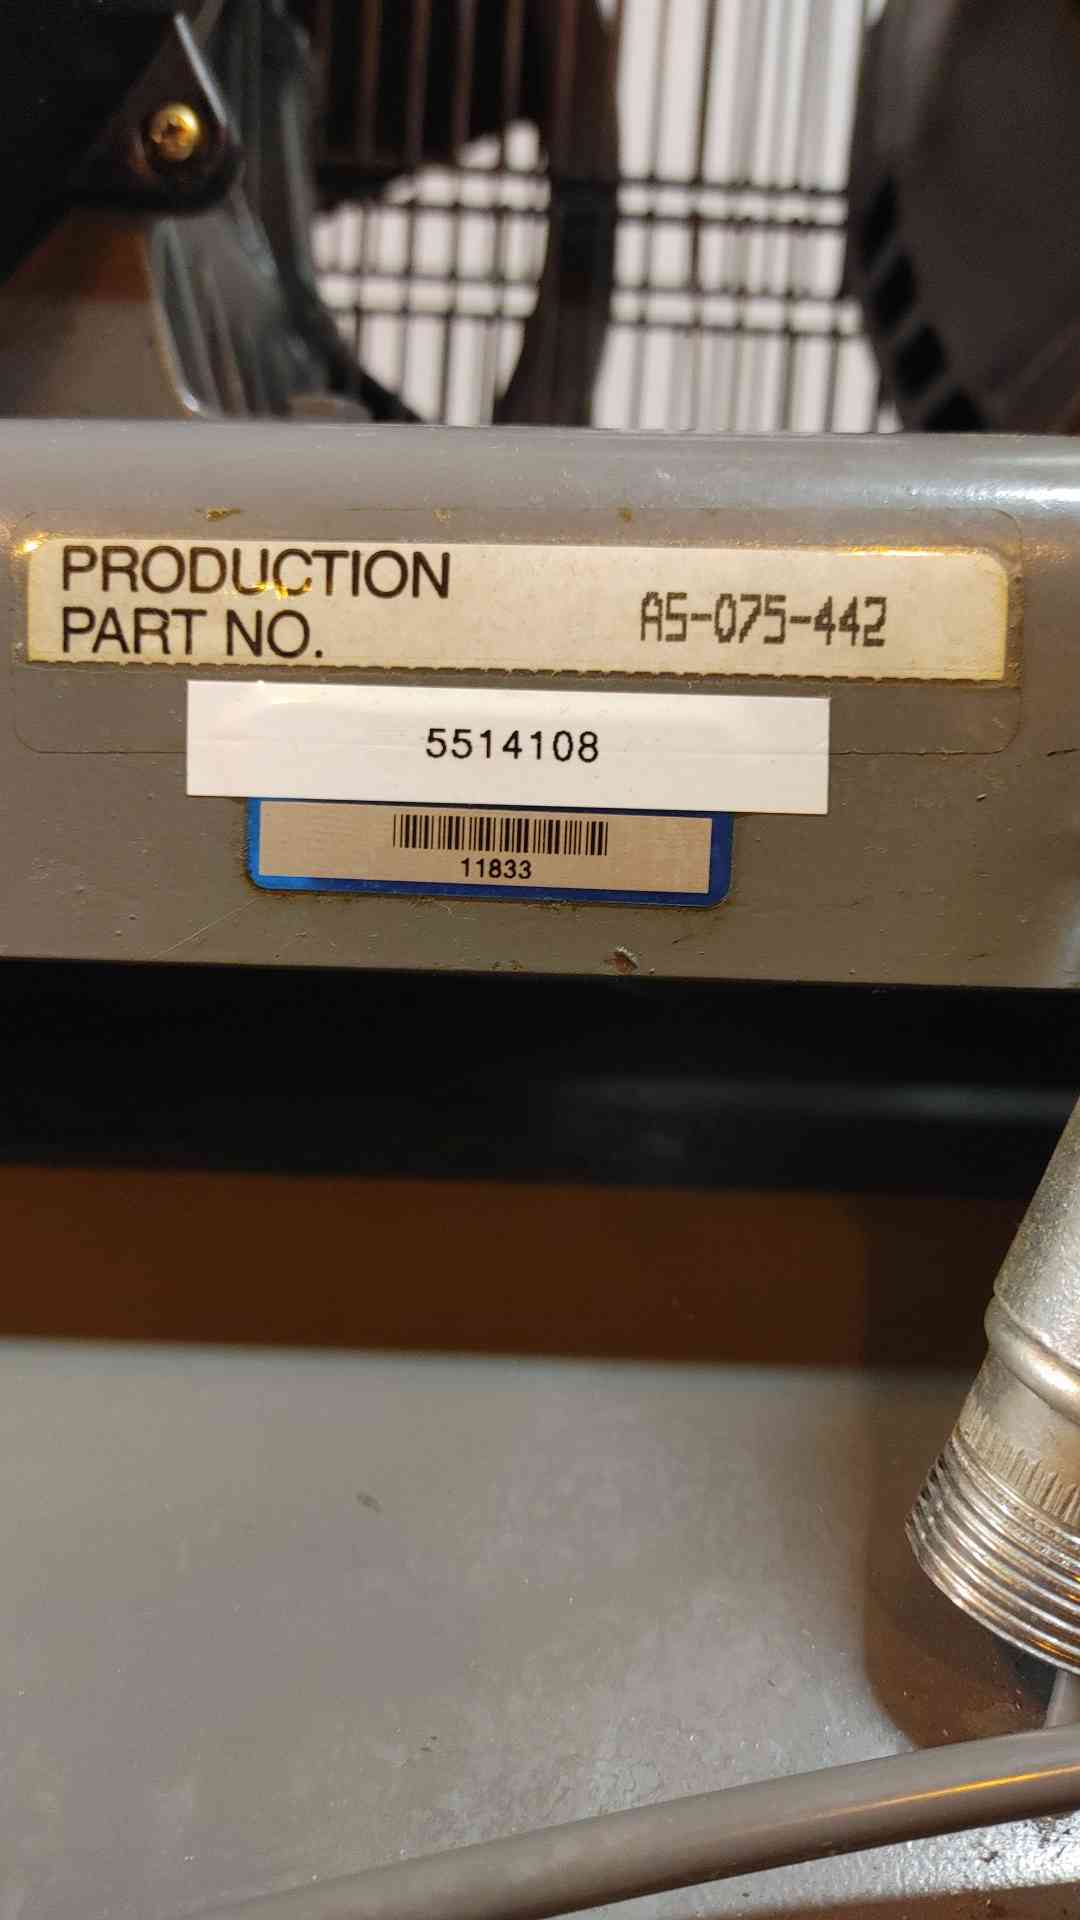 PRODUCTION
PART NO. A5-075-442
5514108
11833